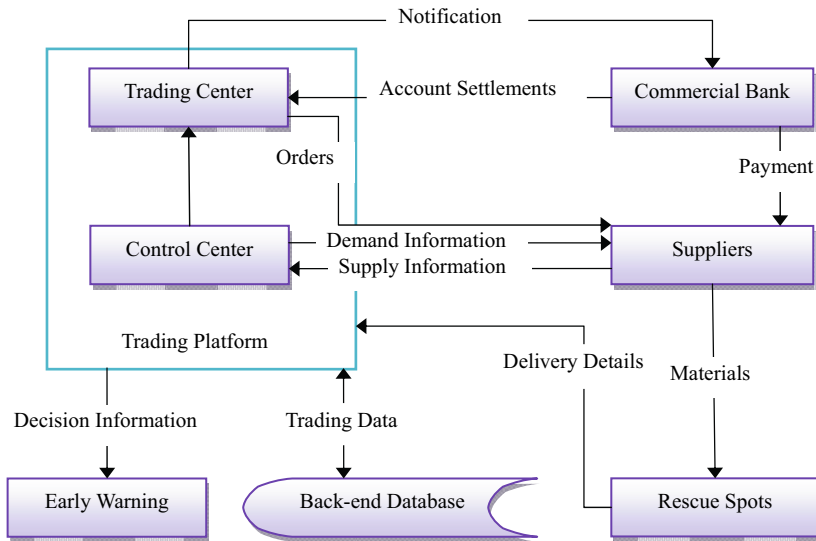 Notification
Trading Center
Account Settlements
Commercial Bank
Orders
Payment
Control Center
Demand Information
Supply Information
Suppliers
Trading Platform
Delivery Details
Materials
Decision Information
Trading Data
Early Warning
Back-end Database
Rescue Spots